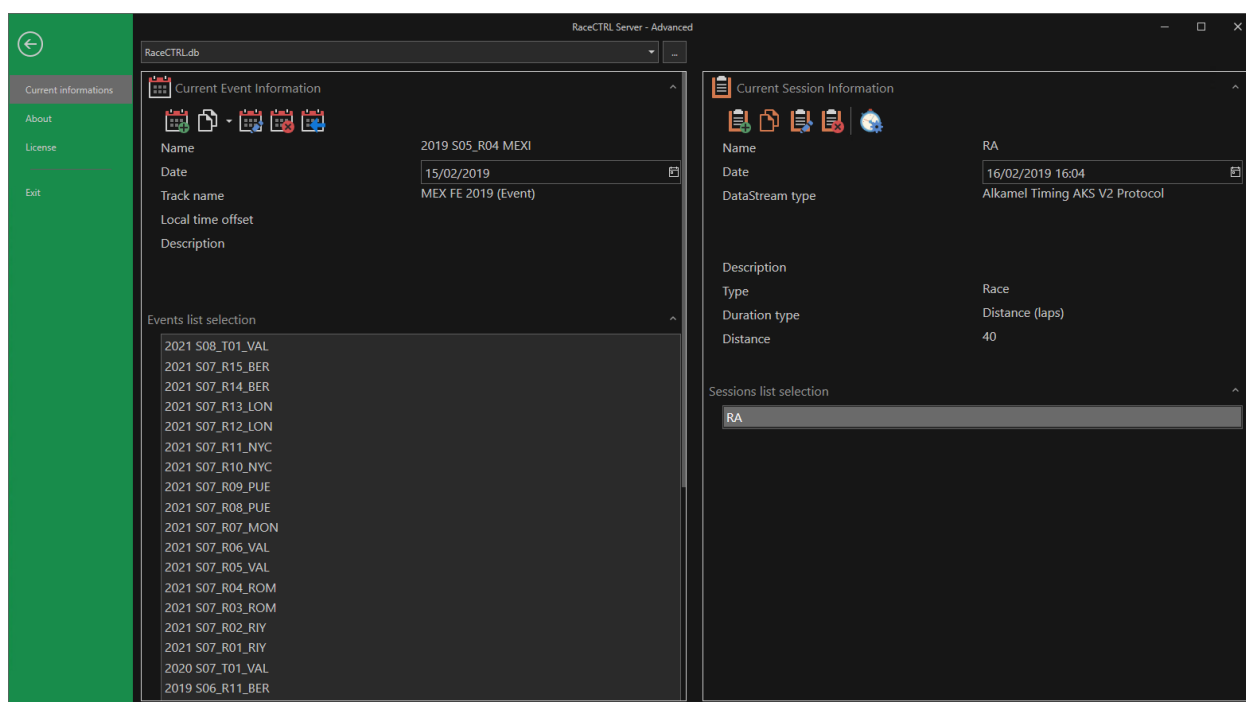 RaceCTRL Server - Advanced
RaceCTRL.db
...
Current informations
About
License
Exit
Current Event Information
Name 2019 S05_R04 MEXI
Date 15/02/2019
Track name MEX FE 2019 (Event)
Local time offset
Description
Events list selection
2021 S08_T01_VAL
2021 S07_R15_BER
2021 S07_R14_BER
2021 S07_R13_LON
2021 S07_R12_LON
2021 S07_R11_NYC
2021 S07_R10_NYC
2021 S07_R09_PUE
2021 S07_R08_PUE
2021 S07_R07_MON
2021 S07_R06_VAL
2021 S07_R05_VAL
2021 S07_R04_ROM
2021 S07_R03_ROM
2021 S07_R02_RIY
2021 S07_R01_RIY
2020 S07_T01_VAL
2019 S06_R11_BER
Current Session Information
Name RA
Date 16/02/2019 16:04
DataStream type Alkamel Timing AKS V2 Protocol
Description
Type Race
Duration type Distance (laps)
Distance 40
Sessions list selection
RA